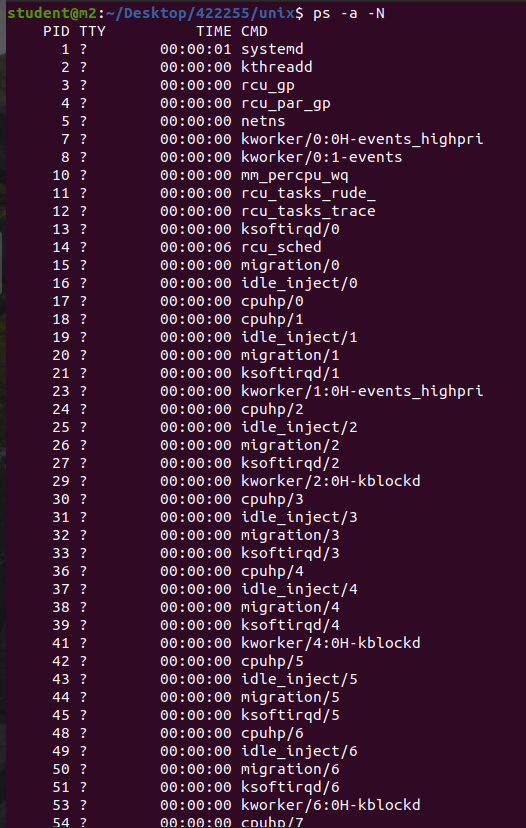 student@m2:~/Desktop/422255/unix$ ps -a -N
    PID TTY          TIME CMD
      1 ?        00:00:01 systemd
      2 ?        00:00:00 kthreadd
      3 ?        00:00:00 rcu_gp
      4 ?        00:00:00 rcu_par_gp
      5 ?        00:00:00 netns
      7 ?        00:00:00 kworker/0:0H-events_highpri
      8 ?        00:00:00 kworker/0:1-events
     10 ?        00:00:00 mm_percpu_wq
     11 ?        00:00:00 rcu_tasks_rude_
     12 ?        00:00:00 rcu_tasks_trace
     13 ?        00:00:00 ksoftirqd/0
     14 ?        00:00:06 rcu_sched
     15 ?        00:00:00 migration/0
     16 ?        00:00:00 idle_inject/0
     17 ?        00:00:00 cpuhp/0
     18 ?        00:00:00 cpuhp/1
     19 ?        00:00:00 idle_inject/1
     20 ?        00:00:00 migration/1
     21 ?        00:00:00 ksoftirqd/1
     23 ?        00:00:00 kworker/1:0H-events_highpri
     24 ?        00:00:00 cpuhp/2
     25 ?        00:00:00 idle_inject/2
     26 ?        00:00:00 migration/2
     27 ?        00:00:00 ksoftirqd/2
     29 ?        00:00:00 kworker/2:0H-kblockd
     30 ?        00:00:00 cpuhp/3
     31 ?        00:00:00 idle_inject/3
     32 ?        00:00:00 migration/3
     33 ?        00:00:00 ksoftirqd/3
     36 ?        00:00:00 cpuhp/4
     37 ?        00:00:00 idle_inject/4
     38 ?        00:00:00 migration/4
     39 ?        00:00:00 ksoftirqd/4
     41 ?        00:00:00 kworker/4:0H-kblockd
     42 ?        00:00:00 cpuhp/5
     43 ?        00:00:00 idle_inject/5
     44 ?        00:00:00 migration/5
     45 ?        00:00:00 ksoftirqd/5
     48 ?        00:00:00 cpuhp/6
     49 ?        00:00:00 idle_inject/6
     50 ?        00:00:00 migration/6
     51 ?        00:00:00 ksoftirqd/6
     53 ?        00:00:00 kworker/6:0H-kblockd
     54 ?        00:00:00 cpuhp/7